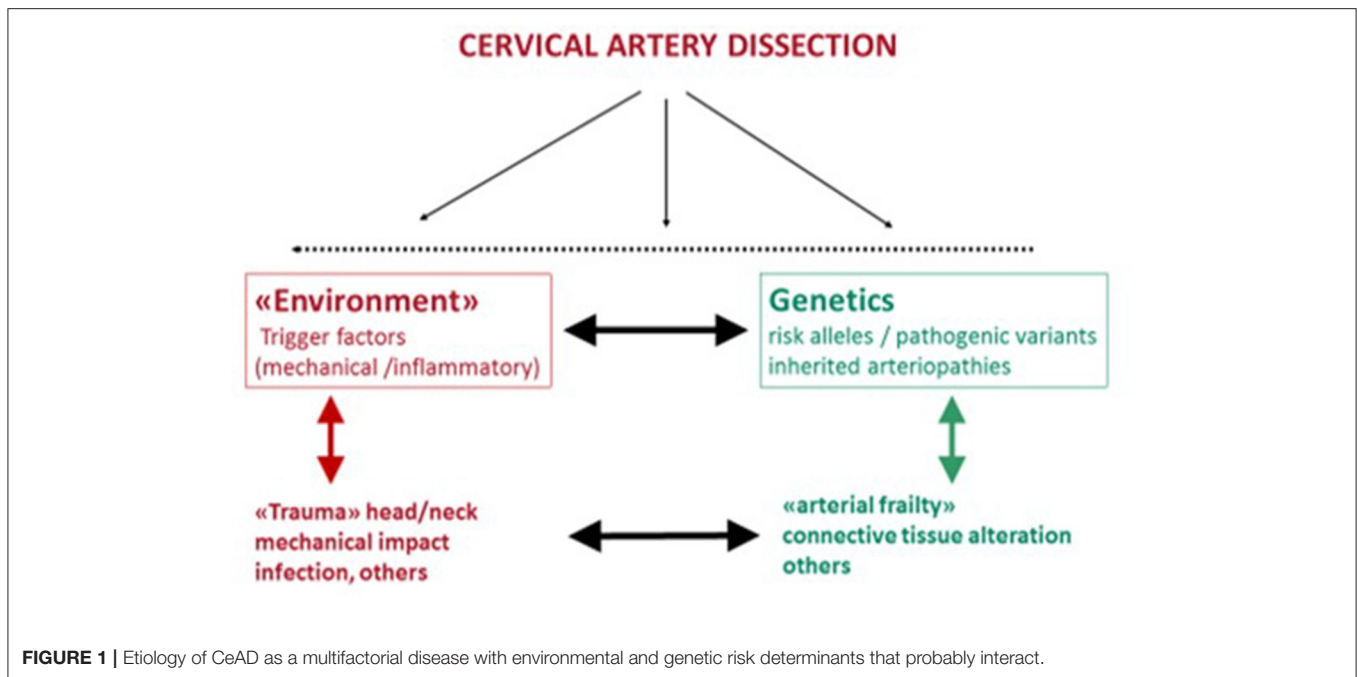 CERVICAL ARTERY DISSECTION
«Environment»
Trigger factors
(mechanical /inflammatory)
Genetics
risk alleles / pathogenic variants
inherited arteriopathies
«Trauma» head/neck
mechanical impact
infection, others
«arterial frailty»
connective tissue alteration
others
FIGURE 1 | Etiology of CeAD as a multifactorial disease with environmental and genetic risk determinants that probably interact.